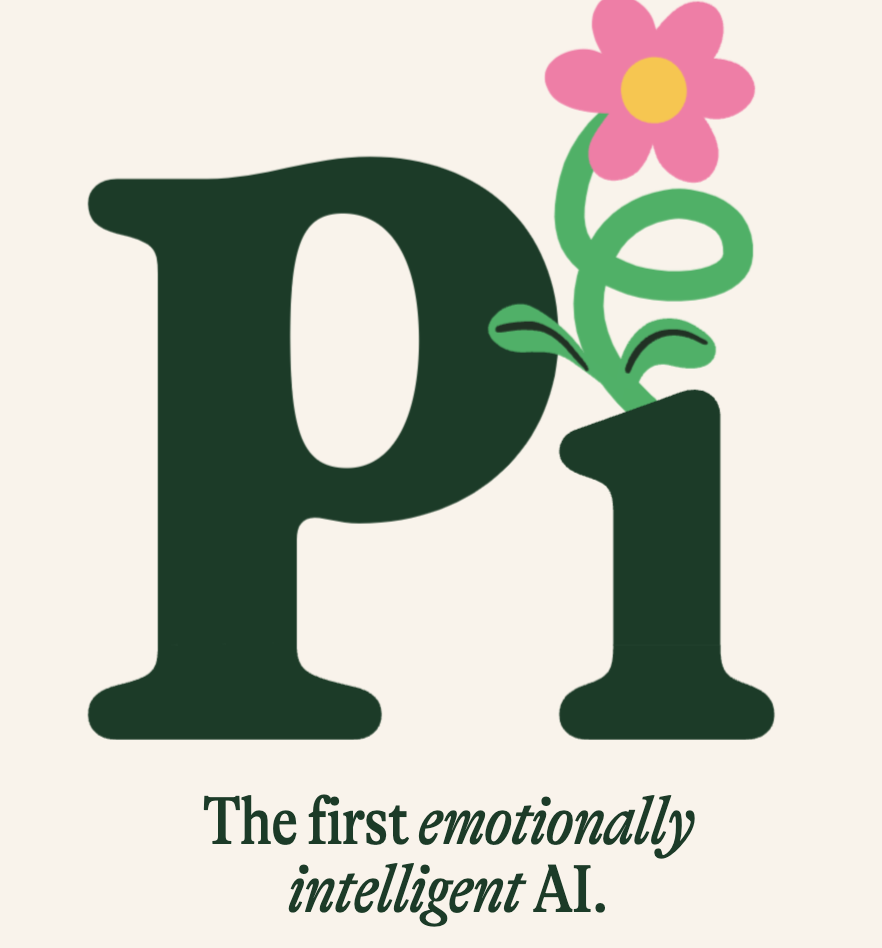 Pi
The first emotionally
intelligent AI.